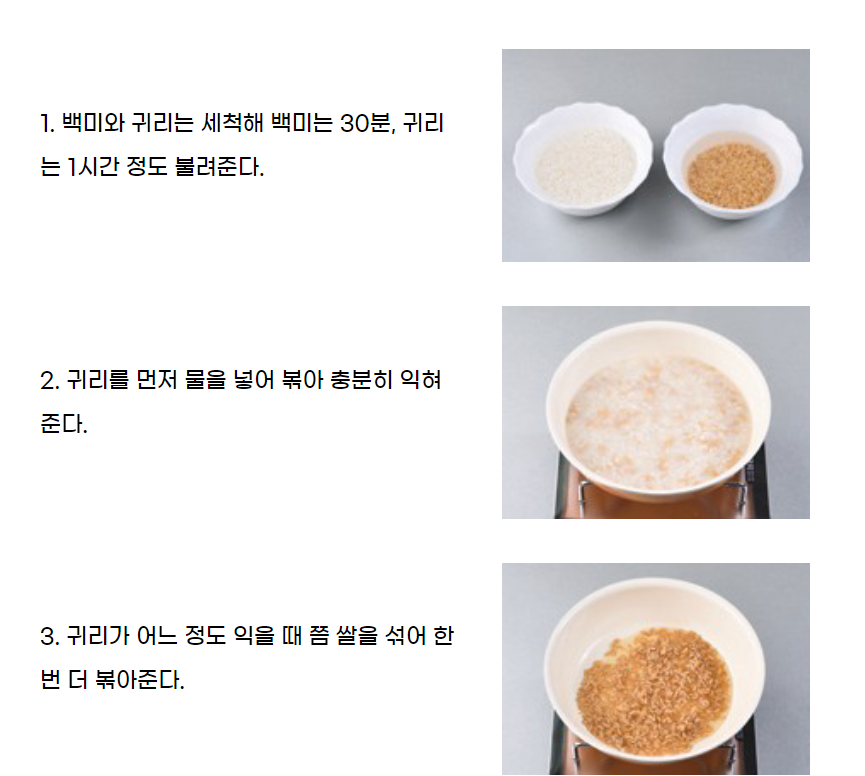 1. 백미와 귀리는 세척해 백미는 30분, 귀리
는 1시간 정도 불려준다.
2. 귀리를 먼저 물을 넣어 볶아 충분히 익혀
준다.
3. 귀리가 어느 정도 익을 때 쯤 쌀을 섞어 한
번 더 볶아준다.